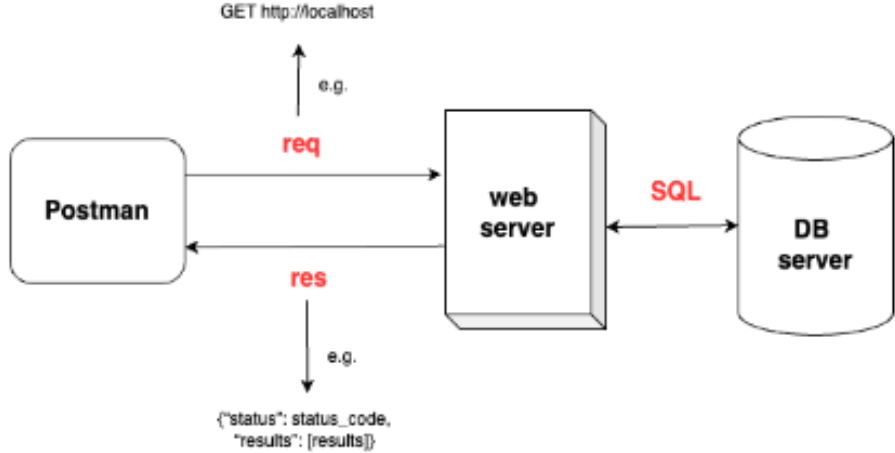 GET http://localhost
e.g.
req
Postman
web
server
SQL
DB
server
res
e.g.
{"status": status_code,
"results": [results]}